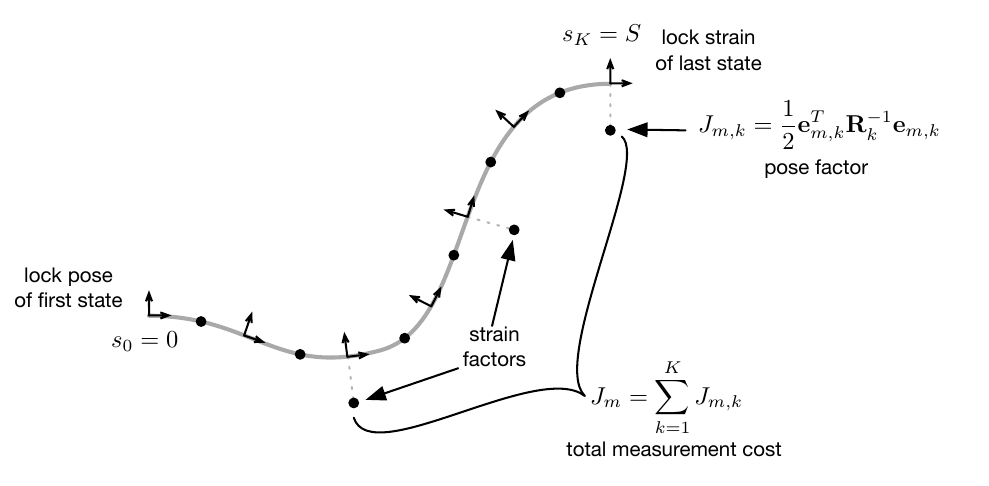 s_K = S lock strain
of last state
J_{m,k} = \frac{1}{2} \mathbf{e}_{m,k}^T \mathbf{R}_k^{-1} \mathbf{e}_{m,k}
pose factor
lock pose
of first state
s_0 = 0
strain
factors
J_m = \sum_{k=1}^{K} J_{m,k}
total measurement cost